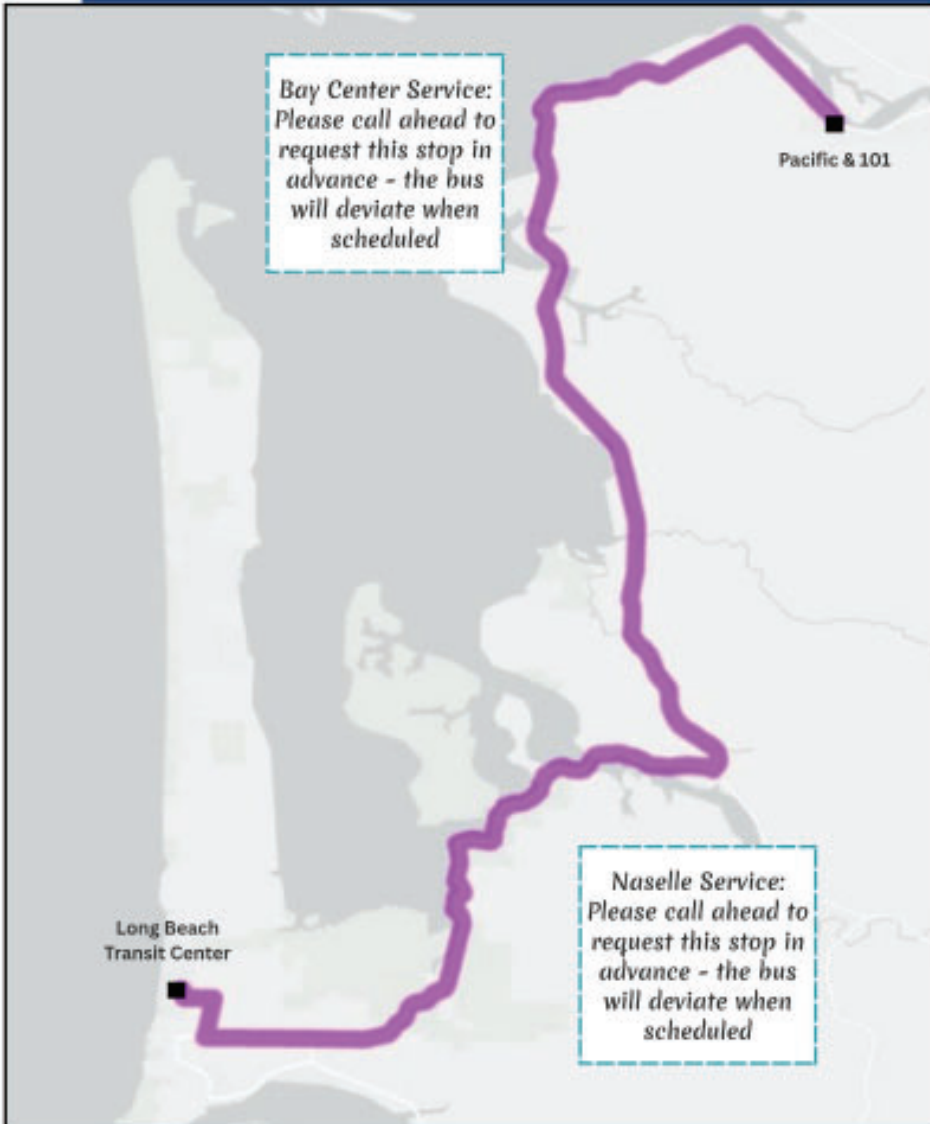 Bay Center Service:
Please call ahead to
request this stop in
advance - the bus
will deviate when
scheduled
Pacific & 101
Long Beach
Transit Center
Naselle Service:
Please call ahead to
request this stop in
advance - the bus
will deviate when
scheduled